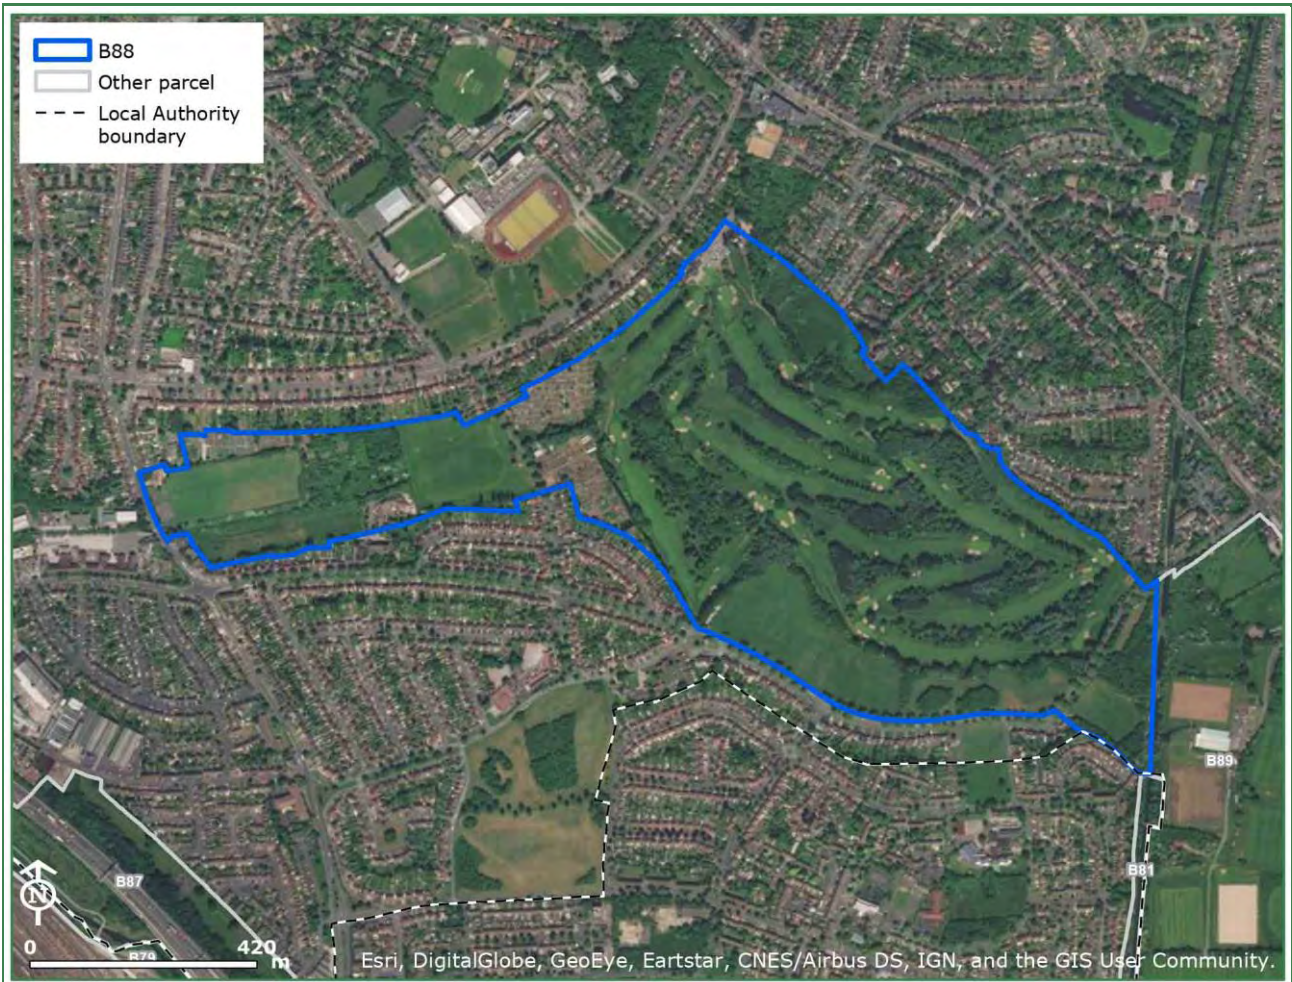 B88
Other parcel
Local Authority
boundary
B89
B81
B87
B79
N
0 420
m
Esri, DigitalGlobe, GeoEye, Eartstar, CNES/Airbus DS, IGN, and the GIS User Community.